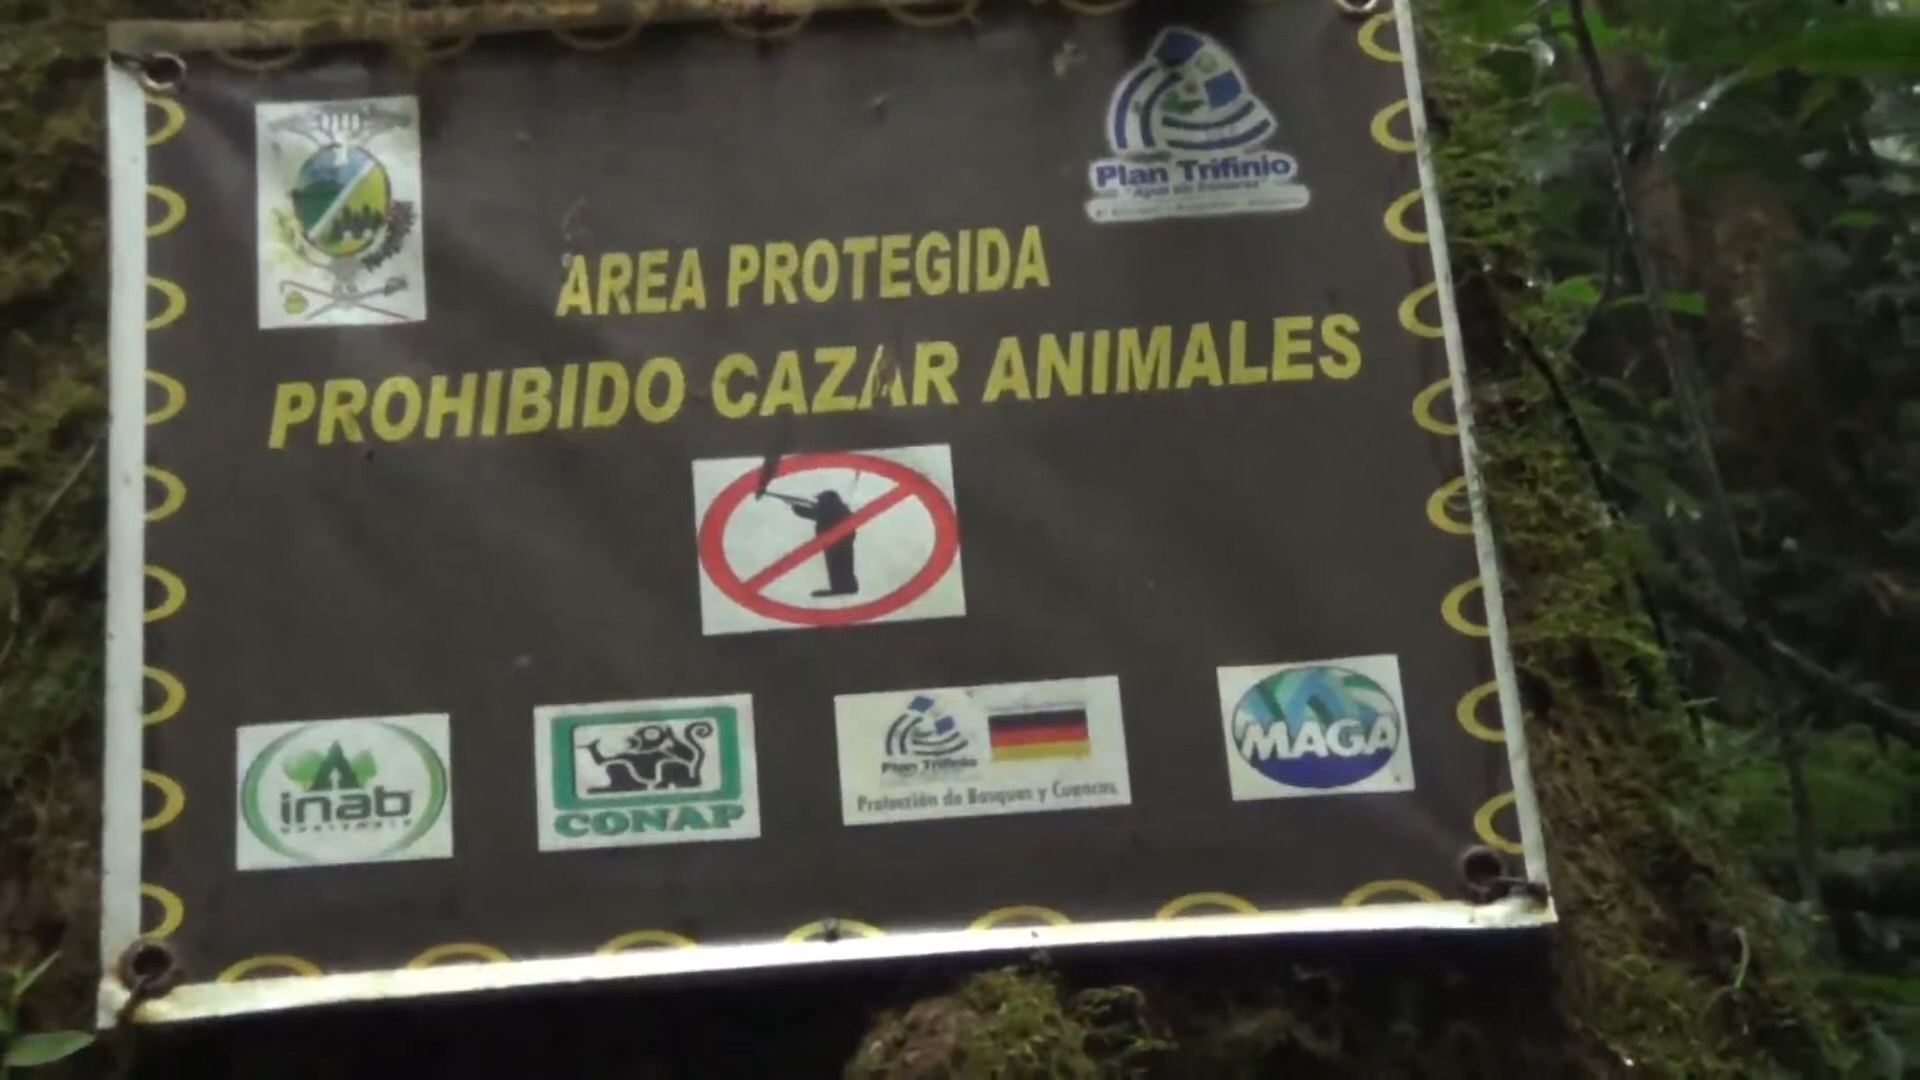 Plan Trifinio
AREA PROTEGIDA
PROHIBIDO CAZAR ANIMALES
inab
CONAP
Plan Trifinio
Protección de Bosques y Cuencas
MAGA